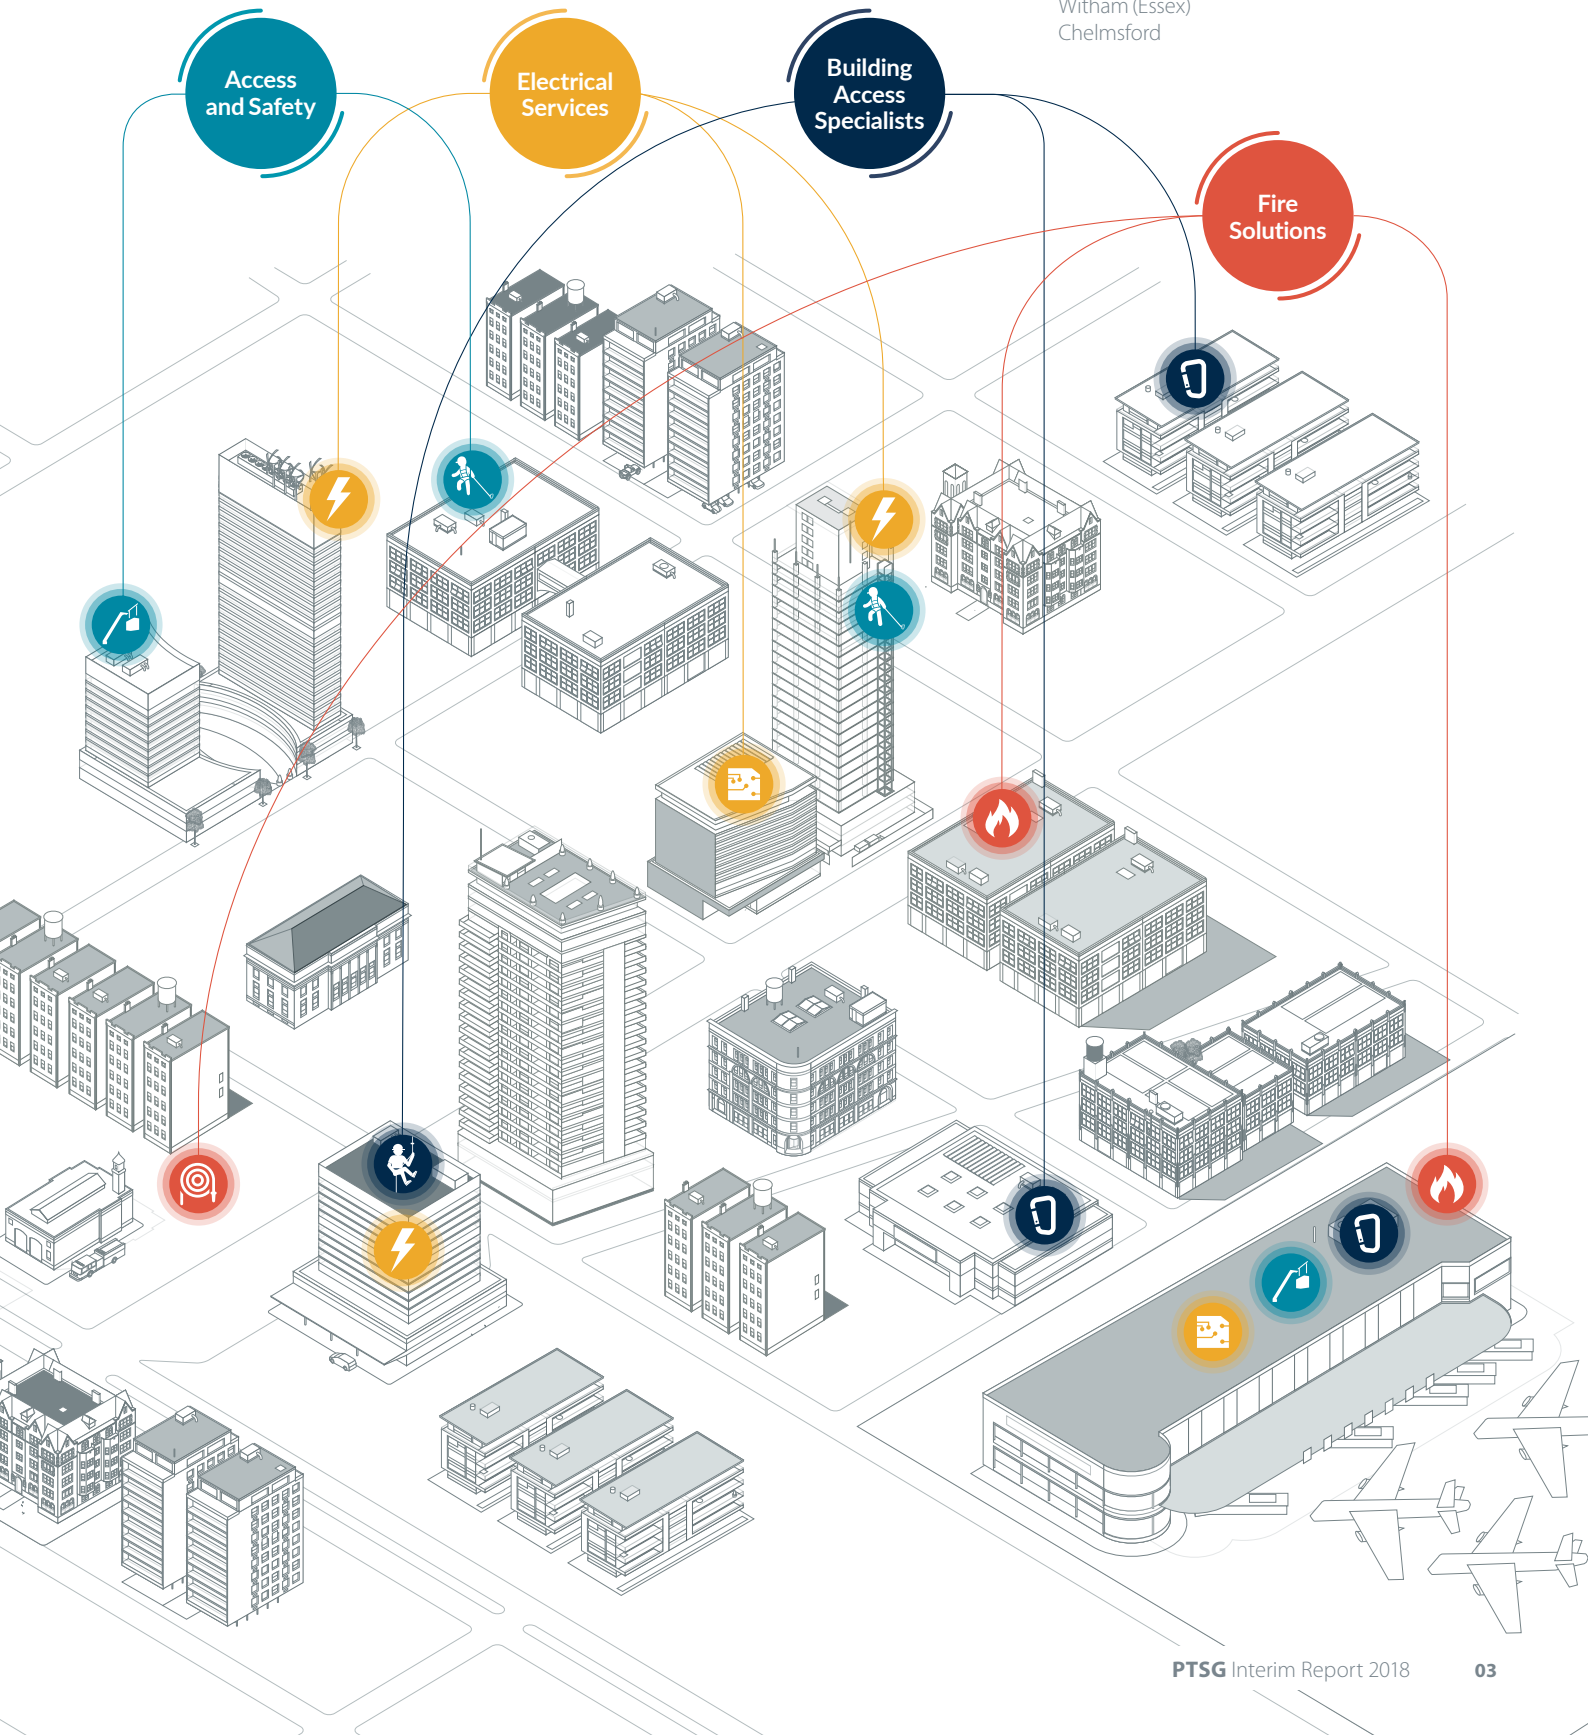 Witham (Essex)
Chelmsford
Access
and Safety
Electrical
Services
Building
Access
Specialists
Fire
Solutions
PTSG Interim Report 2018 03